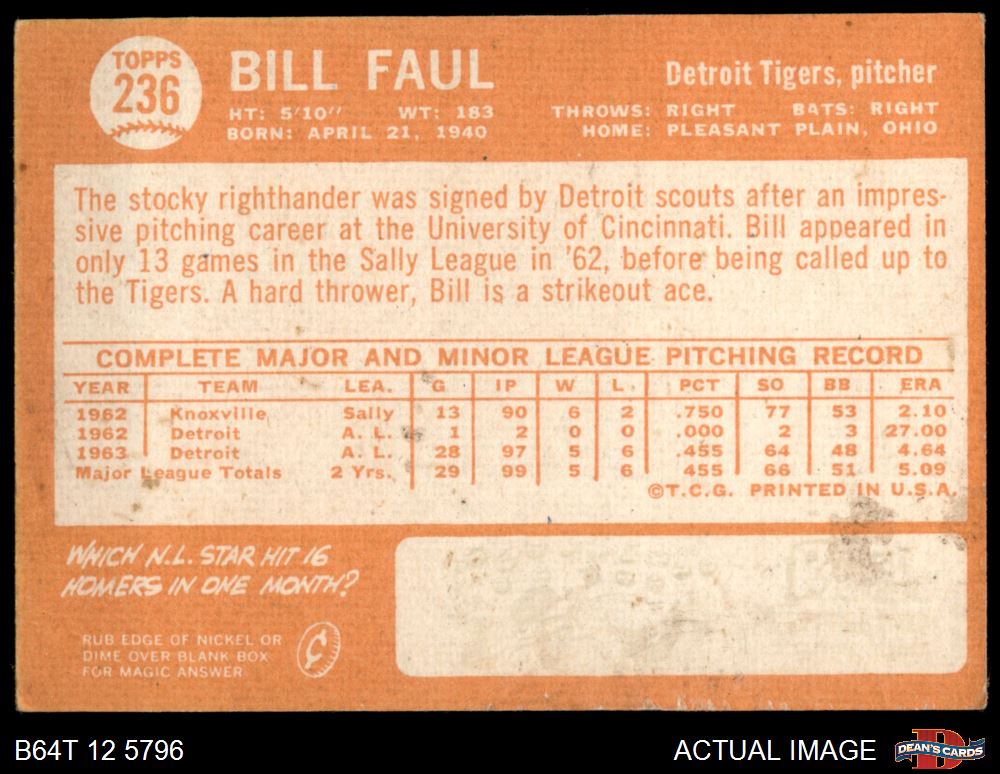 TOPPS
236
BILL FAUL
HT: 5'10" WT: 183
BORN: APRIL 21, 1940
Detroit Tigers, pitcher
THROWS: RIGHT BATS: RIGHT
HOME: PLEASANT PLAIN, OHIO
The stocky righthander was signed by Detroit scouts after an impres-
sive pitching career at the University of Cincinnati. Bill appeared in
only 13 games in the Sally League in '62, before being called up to
the Tigers. A hard thrower, Bill is a strikeout ace.
COMPLETE MAJOR AND MINOR LEAGUE PITCHING RECORD
YEAR TEAM LEA. G IP W L PCT SO BB ERA
1962 Knoxville Sally 13 90 6 2 .750 77 53 2.10
1962 Detroit A. L. 1 2 0 0 .000 2 3 27.00
1963 Detroit A. L. 28 97 5 6 .455 64 48 4.64
Major League Totals 2 Yrs. 29 99 5 6 455 66 51 5.09
©T.C.G. PRINTED IN U.S.A.
WHICH N.L. STAR HIT 16
HOMERS IN ONE MONTH?
RUB EDGE OF NICKEL OR
DIME OVER BLANK BOX
FOR MAGIC ANSWER
¢
B64T 12 5796
ACTUAL IMAGE
D
DEAN'S CARDS